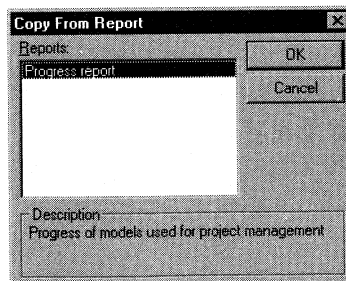 Copy From Report
Reports:
OK
Progress report
Cancel
Description
Progress of models used for project management